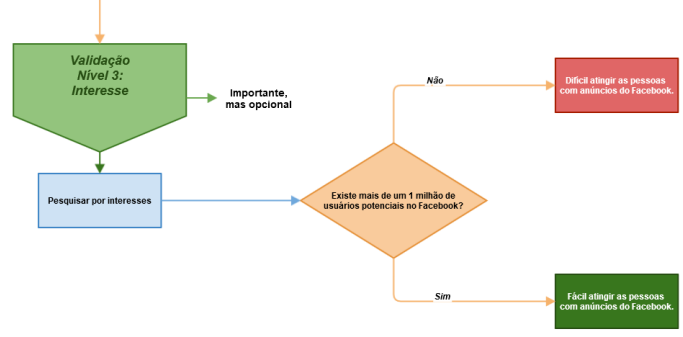 Validação
Nível 3:
Interesse
Importante,
mas opcional
Pesquisar por interesses
Existe mais de um 1 milhão de
usuários potenciais no Facebook?
Não
Difícil atingir as pessoas
com anúncios do Facebook.
Sim
Fácil atingir as pessoas
com anúncios do Facebook.